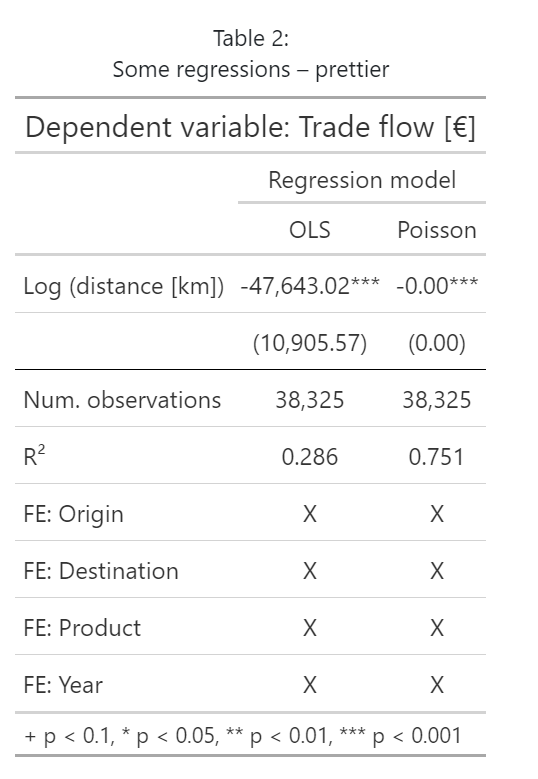 Table 2:
Some regressions – prettier
Dependent variable: Trade flow [€]
Regression model
OLS Poisson
Log (distance [km]) -47,643.02*** -0.00***
(10,905.57) (0.00)
Num. observations 38,325 38,325
R² 0.286 0.751
FE: Origin X X
FE: Destination X X
FE: Product X X
FE: Year X X
+ p < 0.1, * p < 0.05, ** p < 0.01, *** p < 0.001